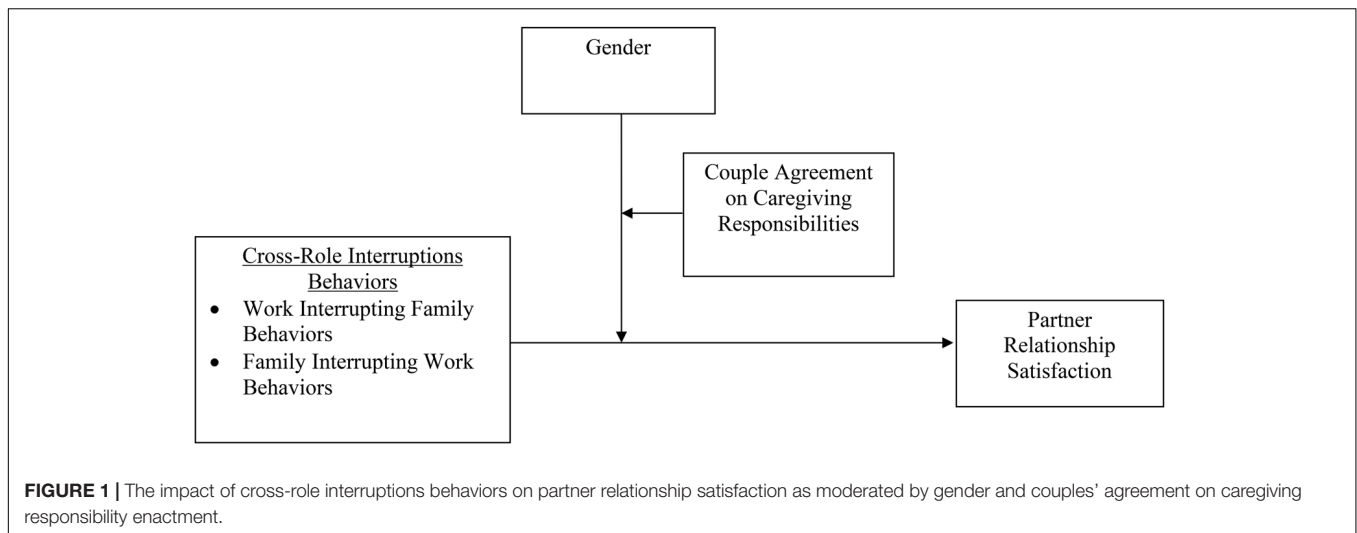 Gender
Couple Agreement
on Caregiving
Responsibilities
Cross-Role Interruptions
Behaviors
• Work Interrupting Family
Behaviors
• Family Interrupting Work
Behaviors
Partner
Relationship
Satisfaction
FIGURE 1 | The impact of cross-role interruptions behaviors on partner relationship satisfaction as moderated by gender and couples’ agreement on caregiving
responsibility enactment.